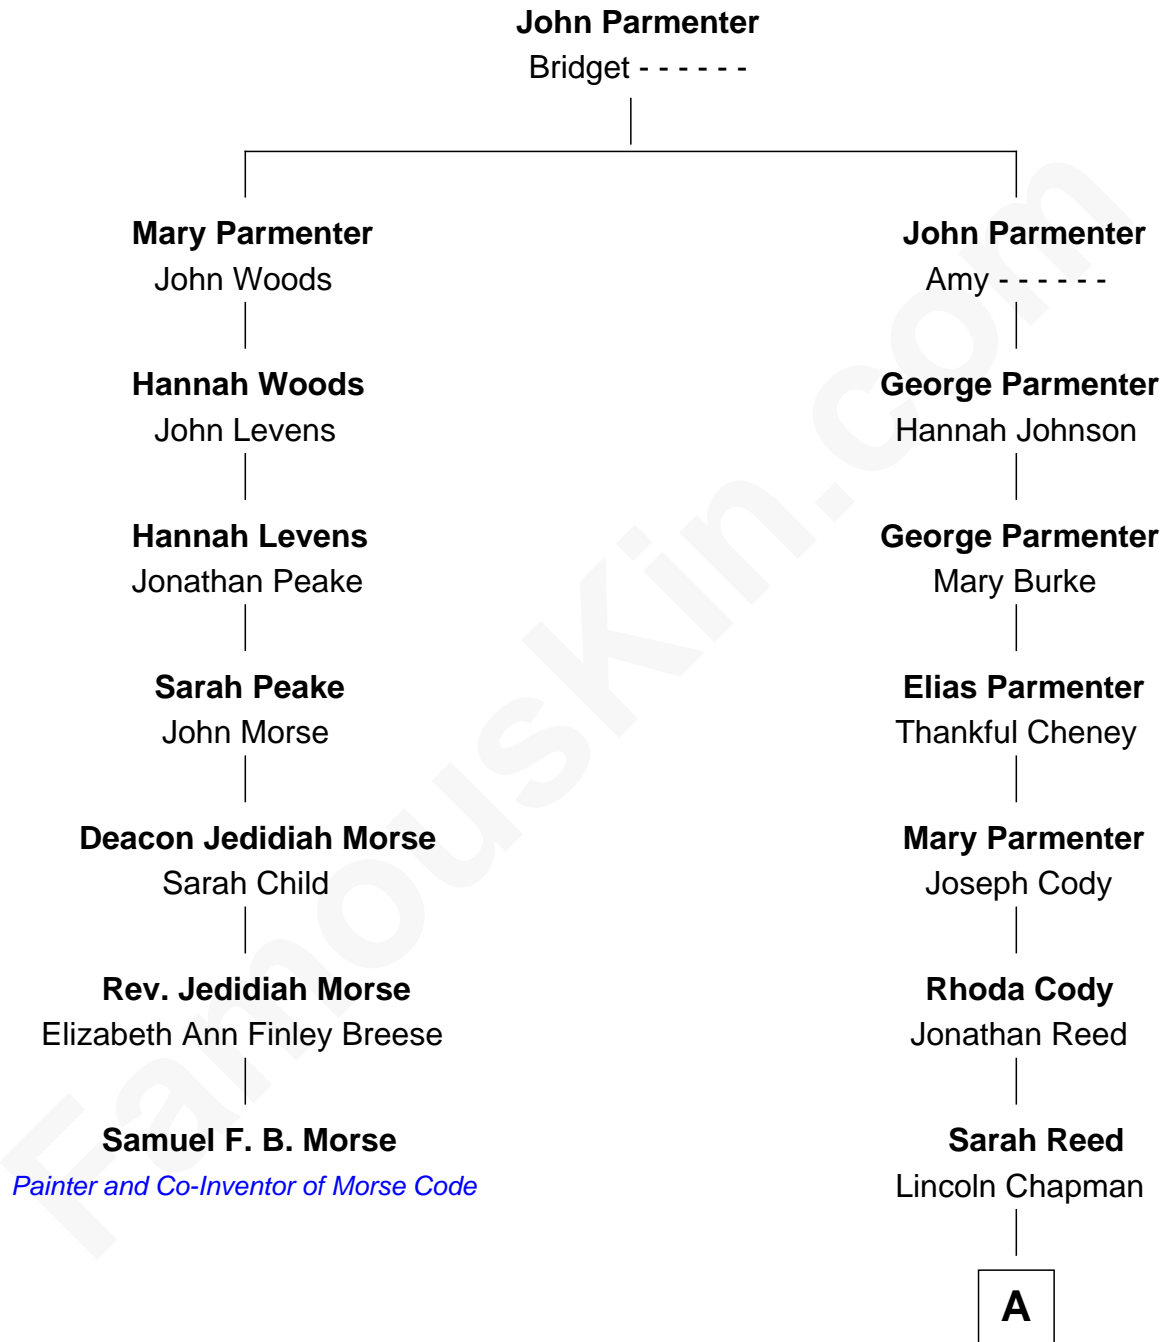 John Parmenter
Bridget - - - - - -
Mary Parmenter
John Woods
John Parmenter
Amy - - - - - -
Hannah Woods
John Levens
George Parmenter
Hannah Johnson
Hannah Levens
Jonathan Peake
George Parmenter
Mary Burke
Sarah Peake
John Morse
Elias Parmenter
Thankful Cheney
Deacon Jedidiah Morse
Sarah Child
Mary Parmenter
Joseph Cody
Rev. Jedidiah Morse
Elizabeth Ann Finley Breese
Rhoda Cody
Jonathan Reed
Samuel F. B. Morse
Painter and Co-Inventor of Morse Code
Sarah Reed
Lincoln Chapman
A
FamousKin.com